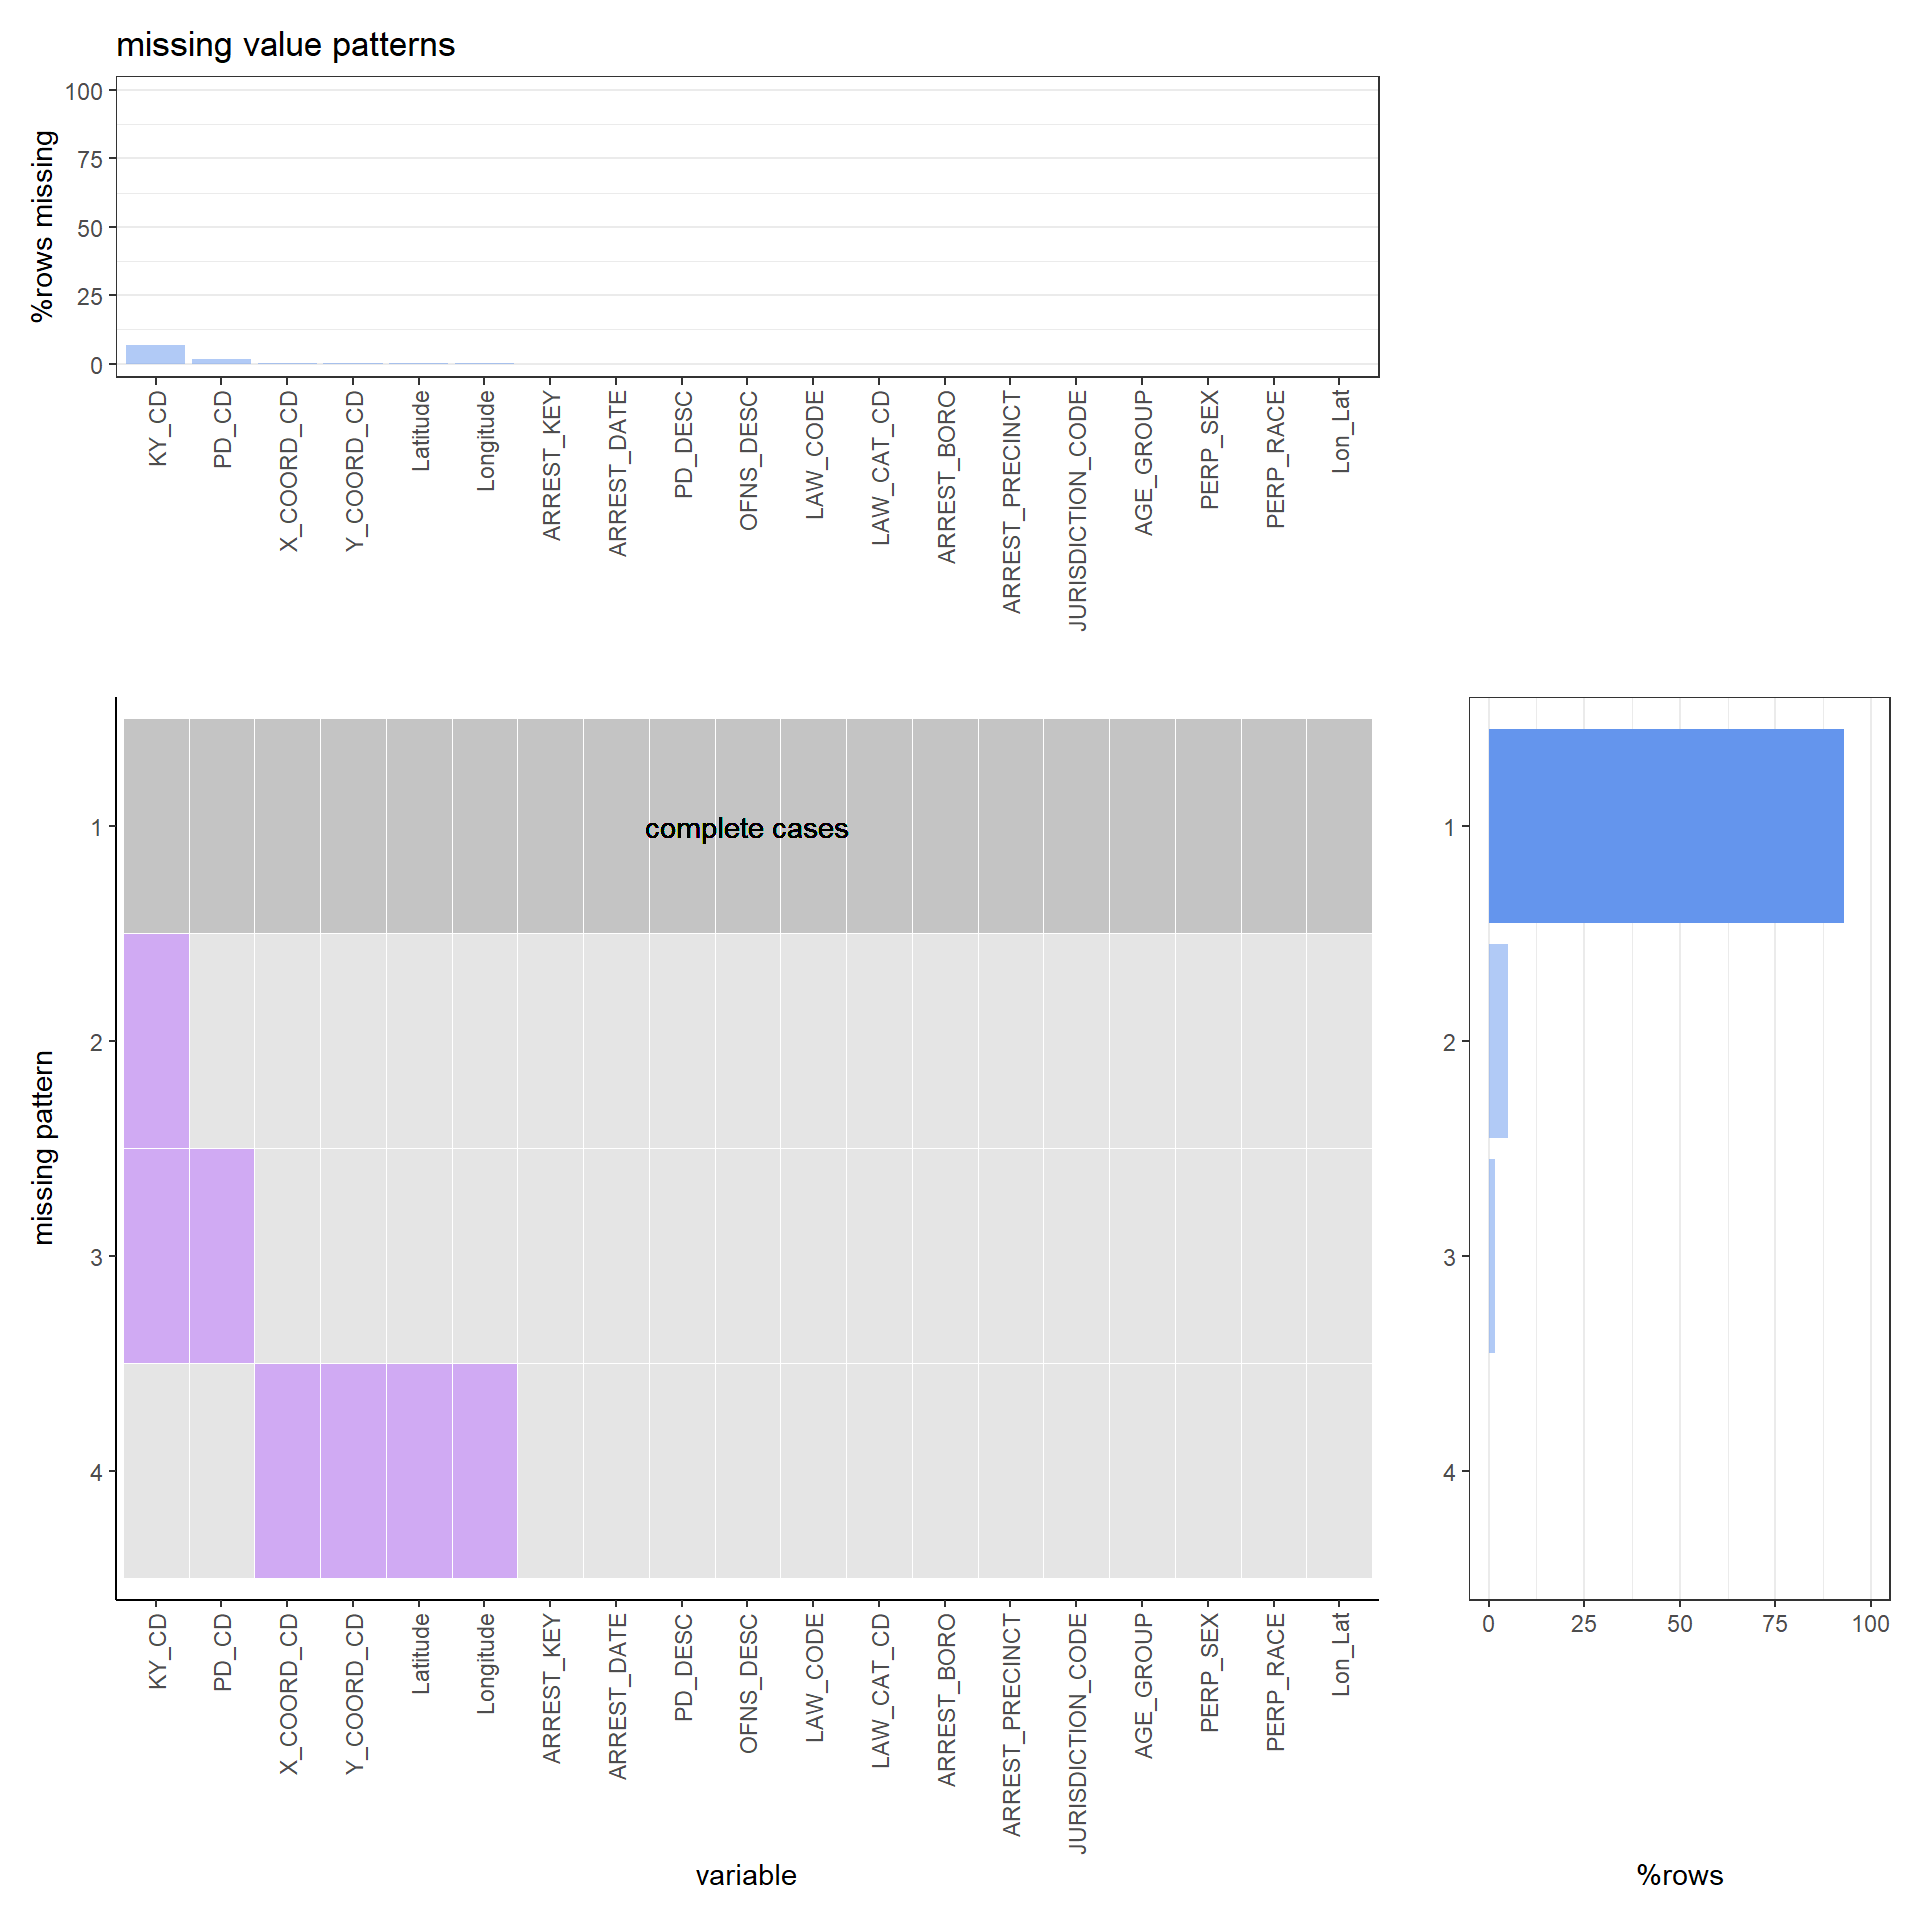 missing value patterns
%rows missing
100
75
50
25
0
KY_CD
PD_CD
X_COORD_CD
Y_COORD_CD
Latitude
Longitude
ARREST_KEY
ARREST_DATE
PD_DESC
OFNS_DESC
LAW_CODE
LAW_CAT_CD
ARREST_BORO
ARREST_PRECINCT
JURISDICTION_CODE
AGE_GROUP
PERP_SEX
PERP_RACE
Lon_Lat
missing pattern
1
2
3
4
complete cases
KY_CD
PD_CD
X_COORD_CD
Y_COORD_CD
Latitude
Longitude
ARREST_KEY
ARREST_DATE
PD_DESC
OFNS_DESC
LAW_CODE
LAW_CAT_CD
ARREST_BORO
ARREST_PRECINCT
JURISDICTION_CODE
AGE_GROUP
PERP_SEX
PERP_RACE
Lon_Lat
variable
1
2
3
4
0 25 50 75 100
%rows